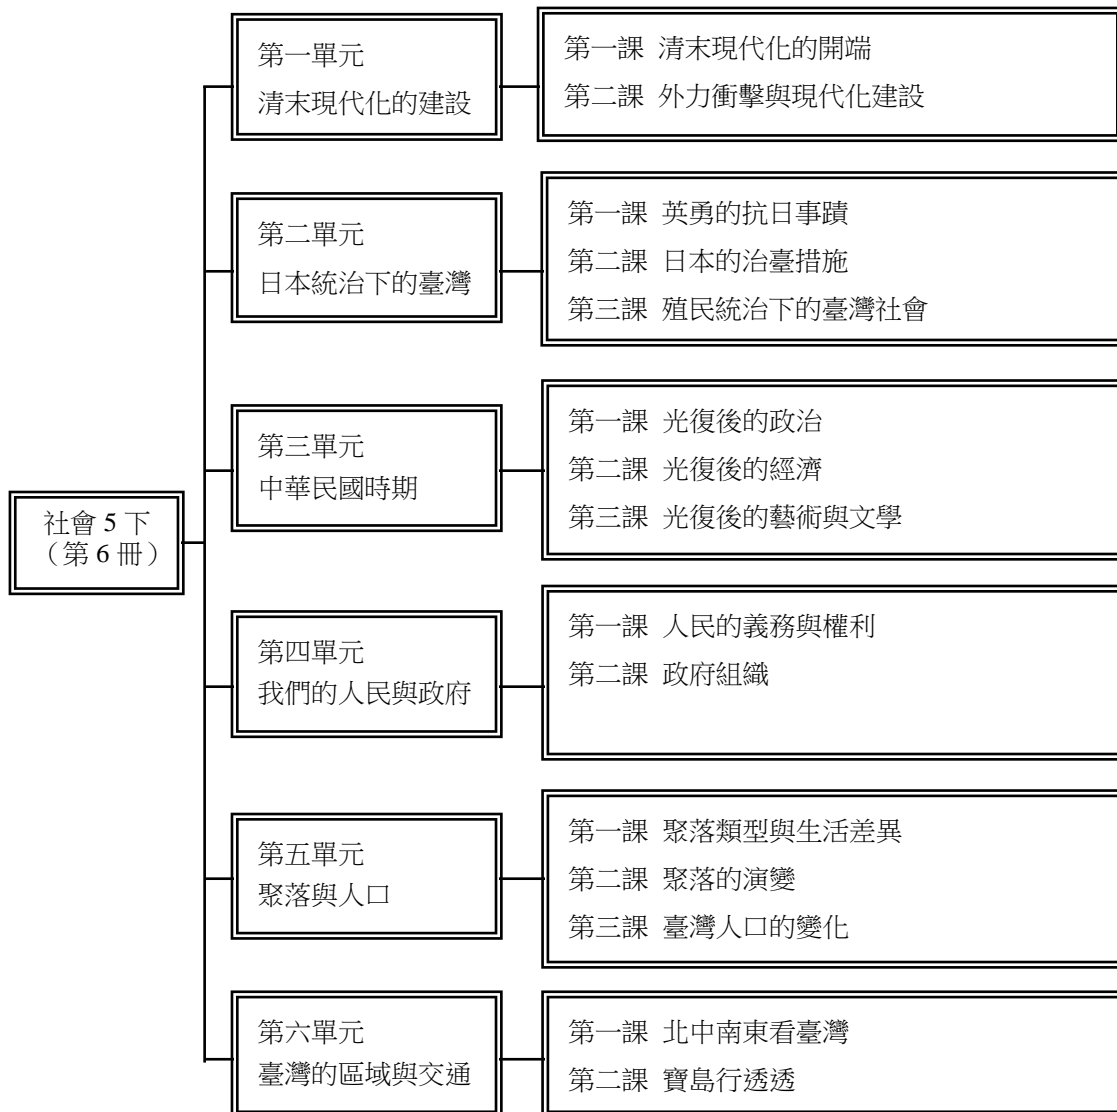 社會 5 下
（第 6 冊）
第一單元
清末現代化的建設
第一課 清末現代化的開端
第二課 外力衝擊與現代化建設
第二單元
日本統治下的臺灣
第一課 英勇的抗日事蹟
第二課 日本的治臺措施
第三課 殖民統治下的臺灣社會
第三單元
中華民國時期
第一課 光復後的政治
第二課 光復後的經濟
第三課 光復後的藝術與文學
第四單元
我們的人民與政府
第一課 人民的義務與權利
第二課 政府組織
第五單元
聚落與人口
第一課 聚落類型與生活差異
第二課 聚落的演變
第三課 臺灣人口的變化
第六單元
臺灣的區域與交通
第一課 北中南東看臺灣
第二課 寶島行透透